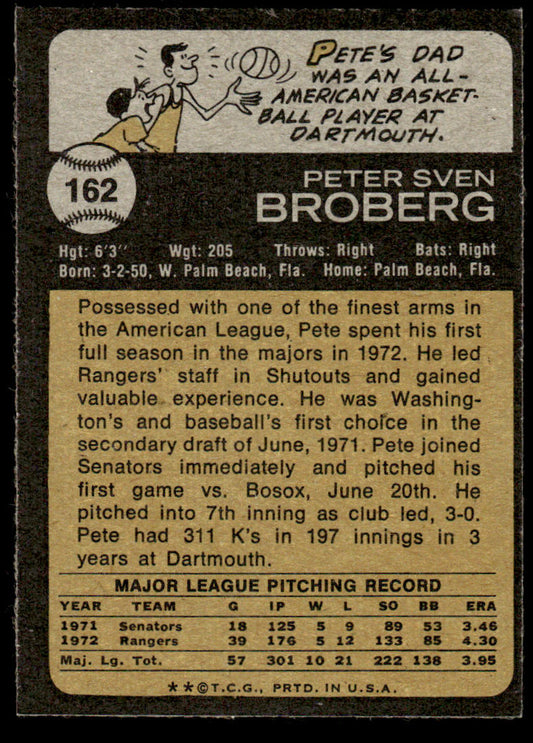 PETE'S DAD
WAS AN ALL-
AMERICAN BASKET-
BALL PLAYER AT
DARTMOUTH.
162
PETER SVEN
BROBERG
Hgt: 6'3" Wgt: 205 Throws: Right Bats: Right
Born: 3-2-50, W. Palm Beach, Fla. Home: Palm Beach, Fla.
Possessed with one of the finest arms in
the American League, Pete spent his first
full season in the majors in 1972. He led
Rangers' staff in Shutouts and gained
valuable experience. He was Washing-
ton's and baseball's first choice in the
secondary draft of June, 1971. Pete joined
Senators immediately and pitched his
first game vs. Bosox, June 20th. He
pitched into 7th inning as club led, 3-0.
Pete had 311 K's in 197 innings in 3
years at Dartmouth.
MAJOR LEAGUE PITCHING RECORD
YEAR TEAM G IP W L SO BB ERA
1971 Senators 18 125 5 9 89 53 3.46
1972 Rangers 39 176 5 12 133 85 4.30
Maj. Lg. Tot. 57 301 10 21 222 138 3.95
**©T.C.G., PRTD. IN U.S.A.